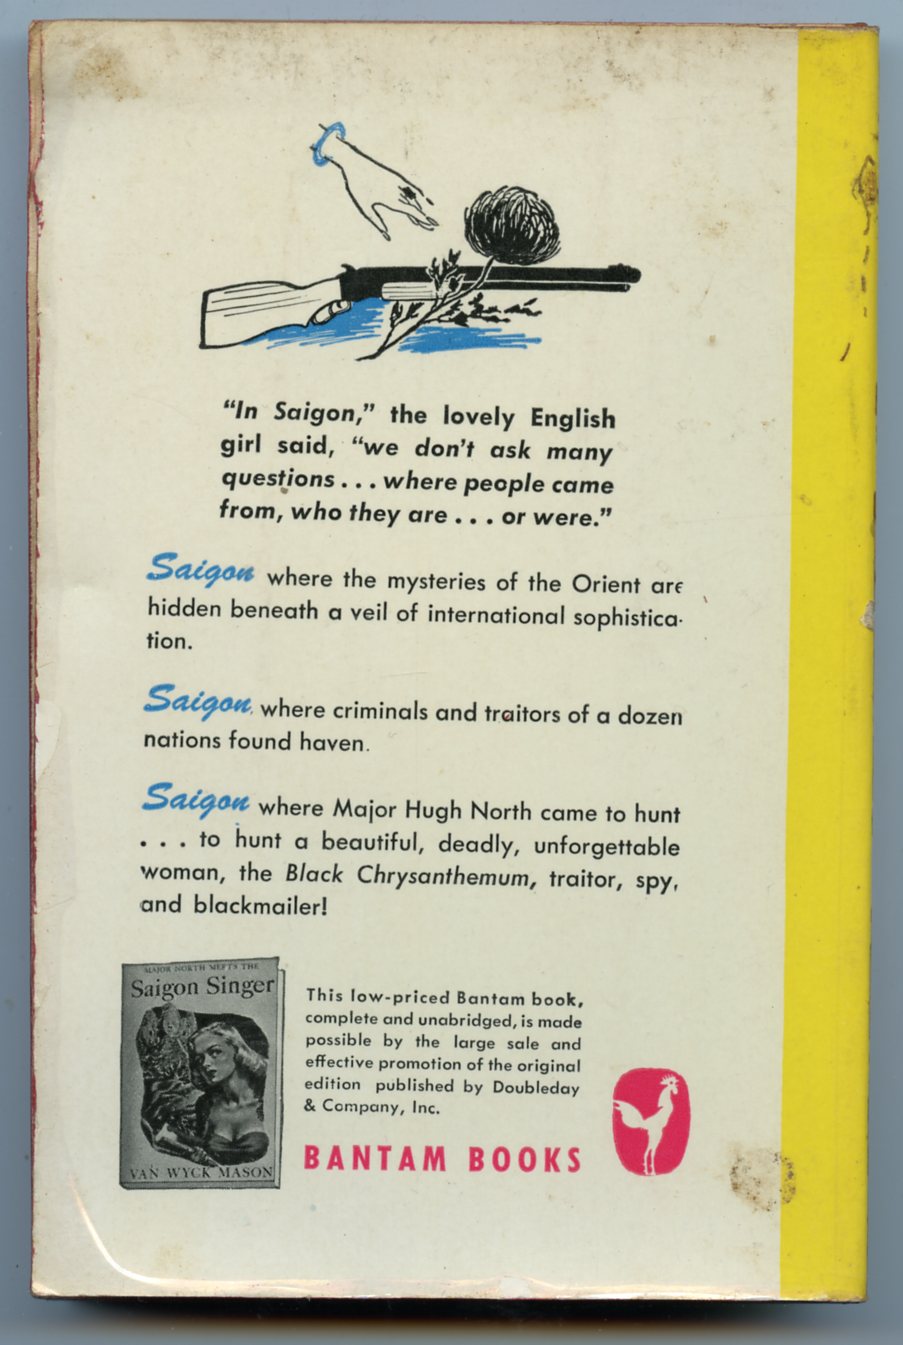 “In Saigon,” the lovely English
girl said, “we don’t ask many
questions . . . where people came
from, who they are . . . or were.”
Saigon where the mysteries of the Orient are
hidden beneath a veil of international sophistica-
tion.
Saigon, where criminals and traitors of a dozen
nations found haven.
Saigon where Major Hugh North came to hunt
. . . to hunt a beautiful, deadly, unforgettable
woman, the Black Chrysanthemum, traitor, spy,
and blackmailer!
MAJOR NORTH MEETS THE
Saigon Singer
VAN WYCK MASON
This low-priced Bantam book,
complete and unabridged, is made
possible by the large sale and
effective promotion of the original
edition published by Doubleday
& Company, Inc.
BANTAM BOOKS